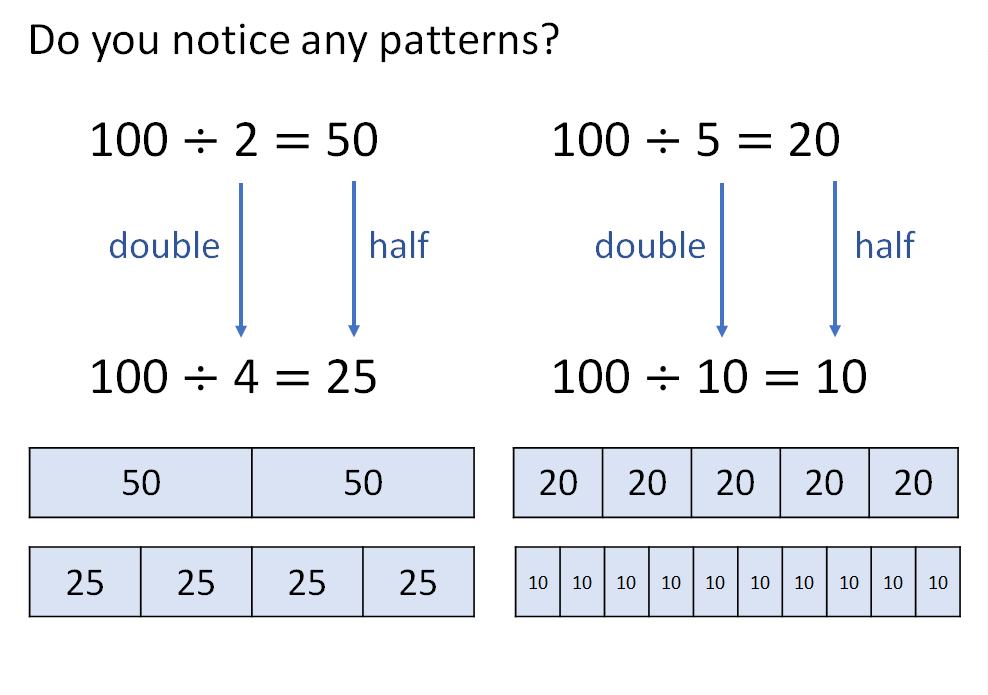 Do you notice any patterns?
100 ÷ 2 = 50
double
half
100 ÷ 4 = 25
50 50
25 25 25 25
100 ÷ 5 = 20
double
half
100 ÷ 10 = 10
20 20 20 20 20
10 10 10 10 10 10 10 10 10 10